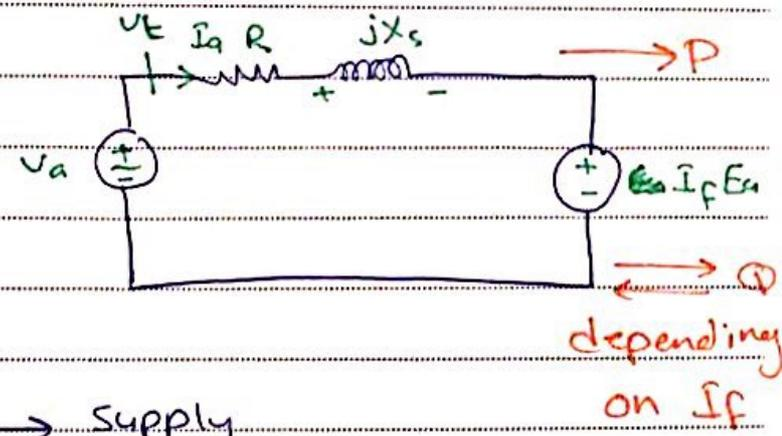 Vt Ia R jXs
→ P
+ -
Va + -
+ - If Ea
Q
depending
on If
→ Supply